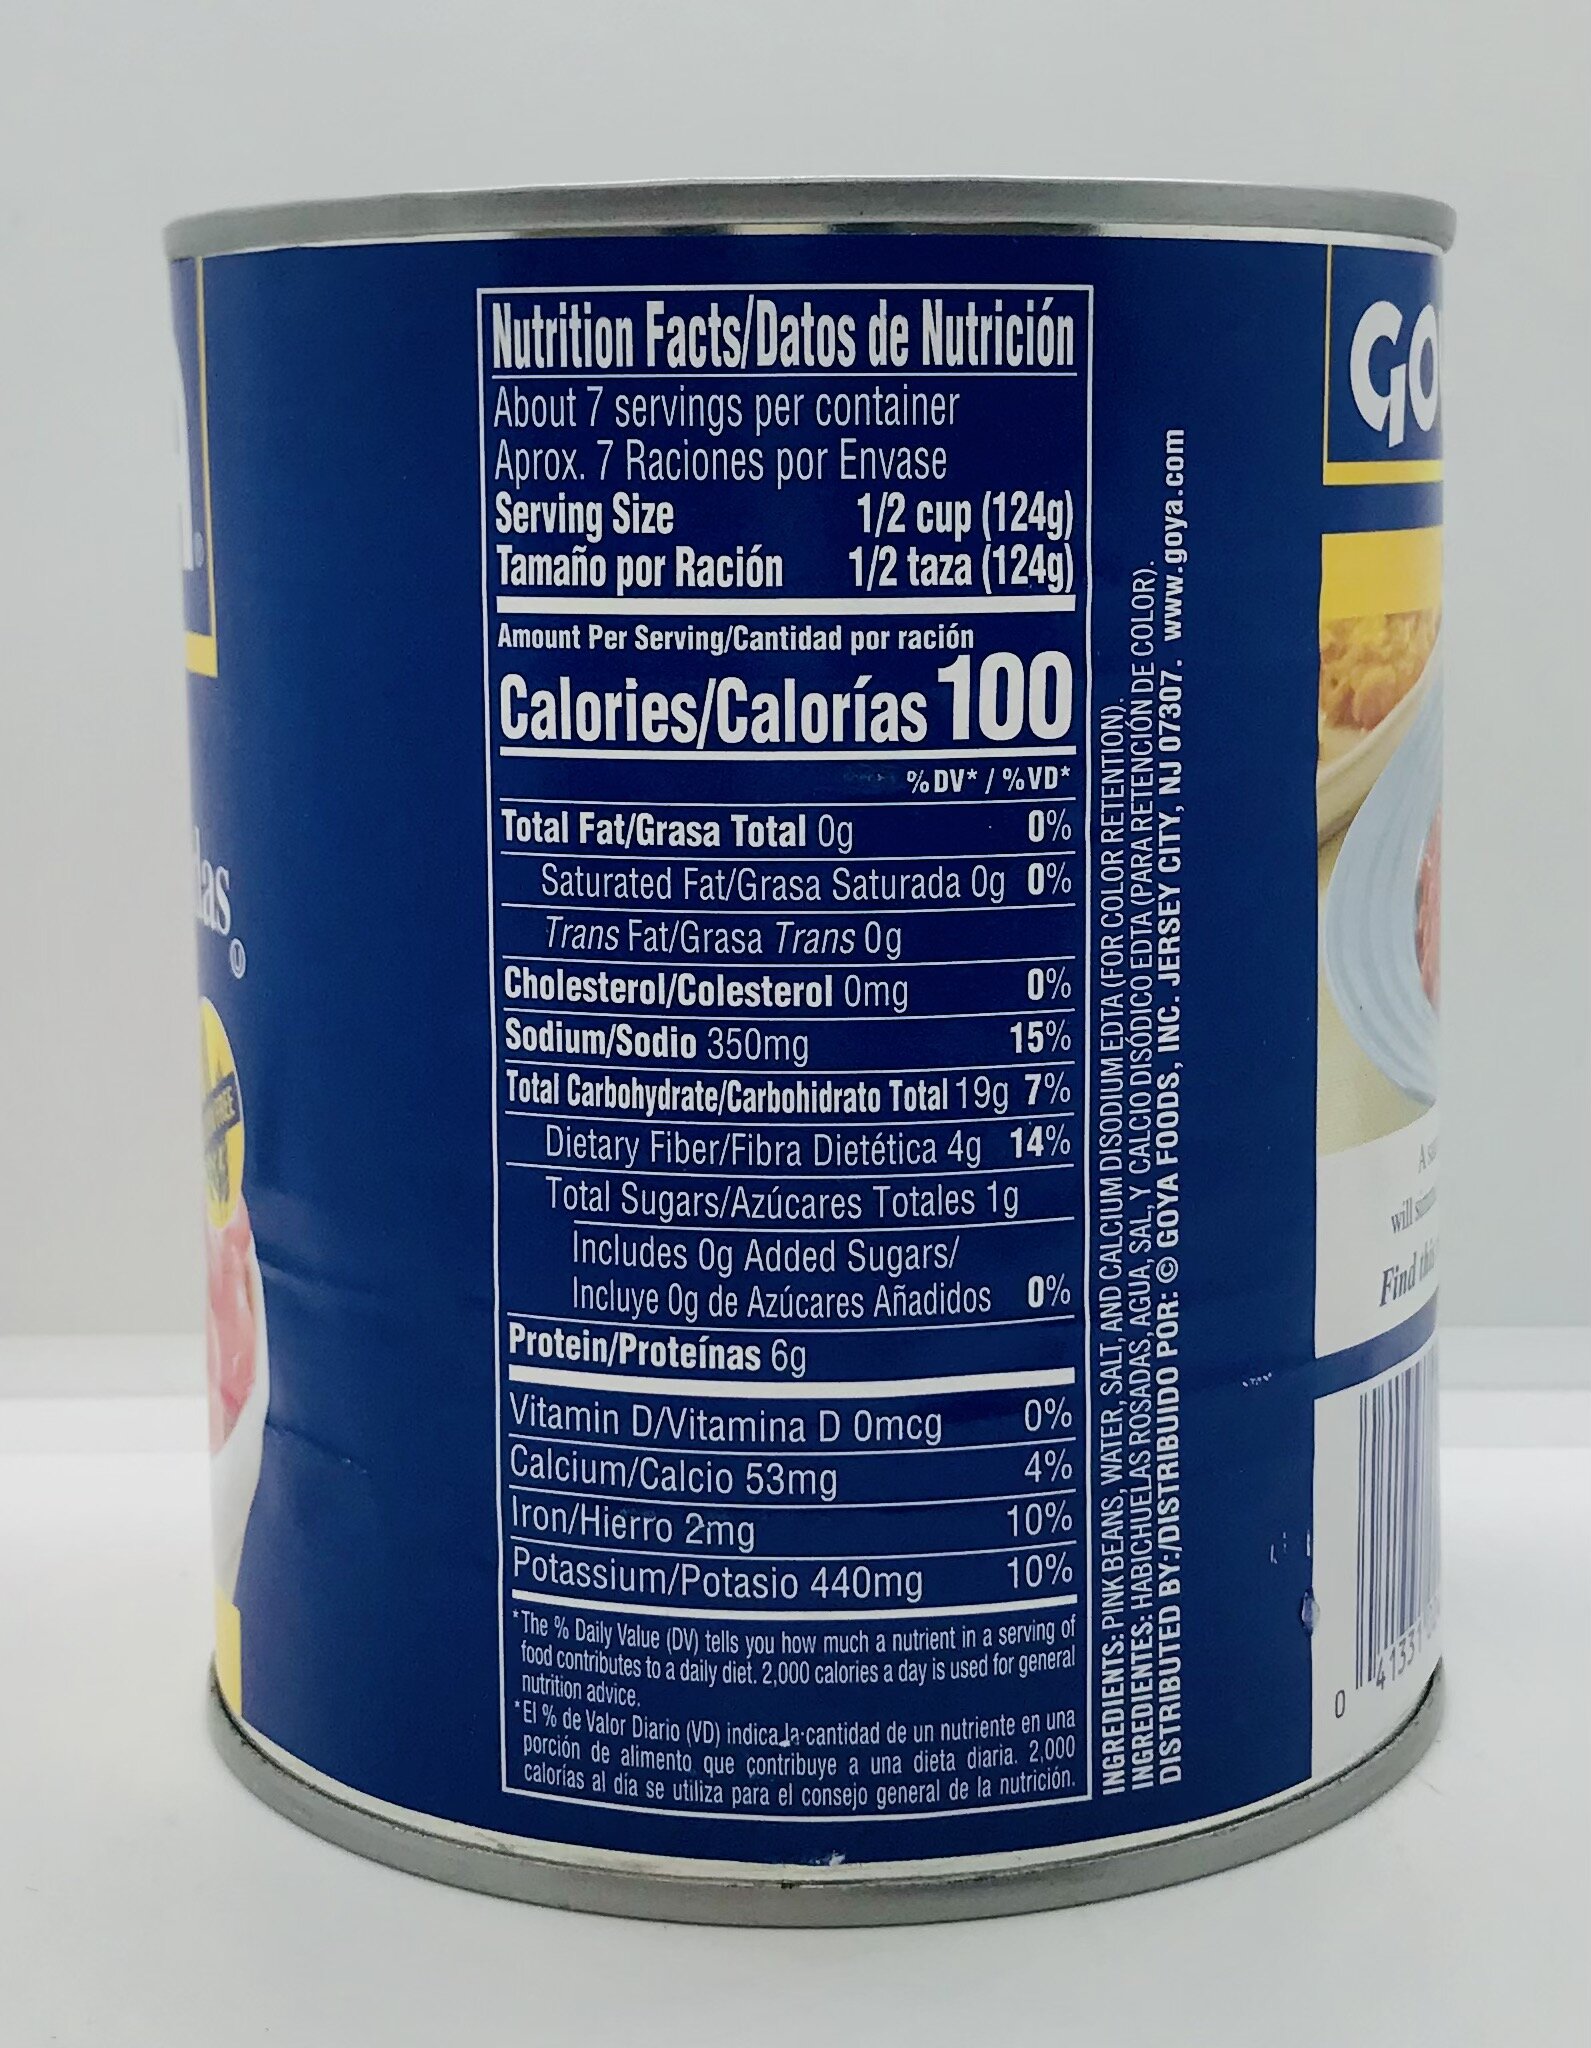 Nutrition Facts/Datos de Nutrición
About 7 servings per container
Aprox. 7 Raciones por Envase
Serving Size 1/2 cup (124g)
Tamaño por Ración 1/2 taza (124g)
Amount Per Serving/Cantidad por ración
Calories/Calorías 100
% DV* / %VD*
Total Fat/Grasa Total 0g 0%
Saturated Fat/Grasa Saturada 0g 0%
Trans Fat/Grasa Trans 0g
Cholesterol/Colesterol 0mg 0%
Sodium/Sodio 350mg 15%
Total Carbohydrate/Carbohidrato Total 19g 7%
Dietary Fiber/Fibra Dietética 4g 14%
Total Sugars/Azúcares Totales 1g
Includes 0g Added Sugars/
Incluye 0g de Azúcares Añadidos 0%
Protein/Proteínas 6g
Vitamin D/Vitamina D 0mcg 0%
Calcium/Calcio 53mg 4%
Iron/Hierro 2mg 10%
Potassium/Potasio 440mg 10%
*The % Daily Value (DV) tells you how much a nutrient in a serving of
food contributes to a daily diet. 2,000 calories a day is used for general
nutrition advice.
*El % de Valor Diario (VD) indica la cantidad de un nutriente en una
porción de alimento que contribuye a una dieta diaria. 2,000
calorías al día se utiliza para el consejo general de la nutrición.
INGREDIENTS: PINK BEANS, WATER, SALT, AND CALCIUM DISODIUM EDTA (FOR COLOR RETENTION).
INGREDIENTES: HABICHUELAS ROSADAS, AGUA, SAL, Y CALCIO DISÓDICO EDTA (PARA RETENCIÓN DE COLOR).
DISTRIBUTED BY:/DISTRIBUIDO POR: © GOYA FOODS, INC. JERSEY CITY, NJ 07307. www.goya.com
GO
will
Find
0 41331